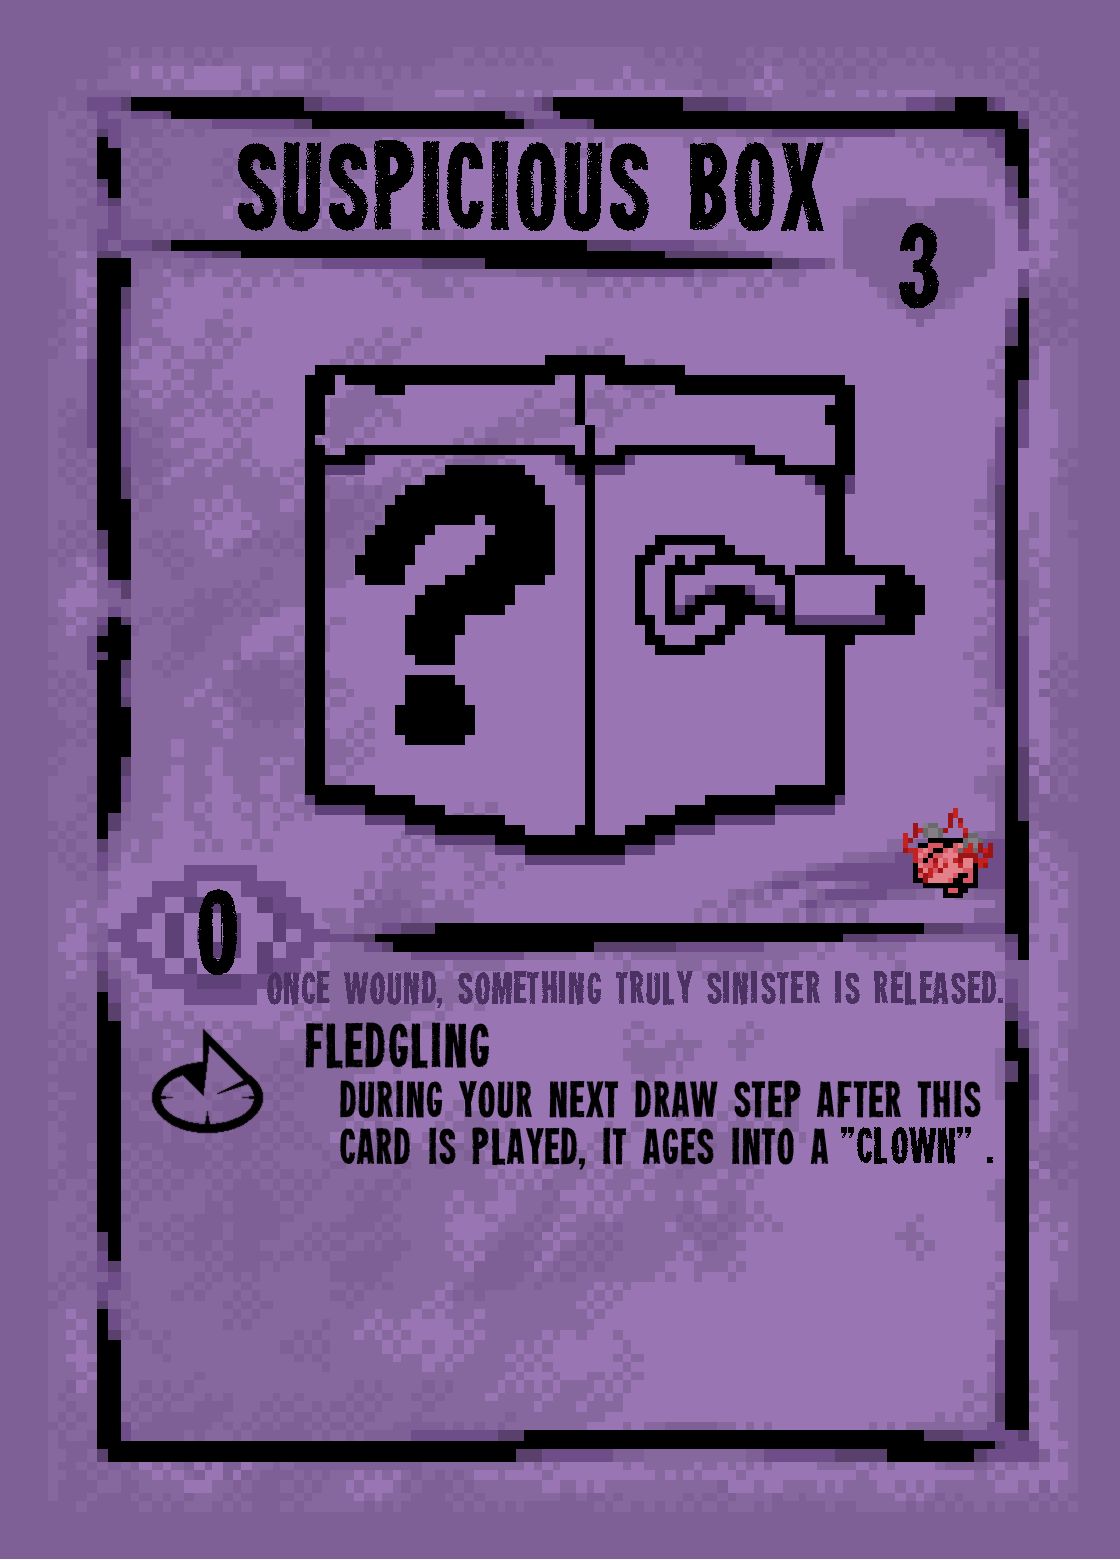 SUSPICIOUS BOX
3
?
0
ONCE WOUND, SOMETHING TRULY SINISTER IS RELEASED.
FLEDGLING
DURING YOUR NEXT DRAW STEP AFTER THIS
CARD IS PLAYED, IT AGES INTO A "CLOWN" .